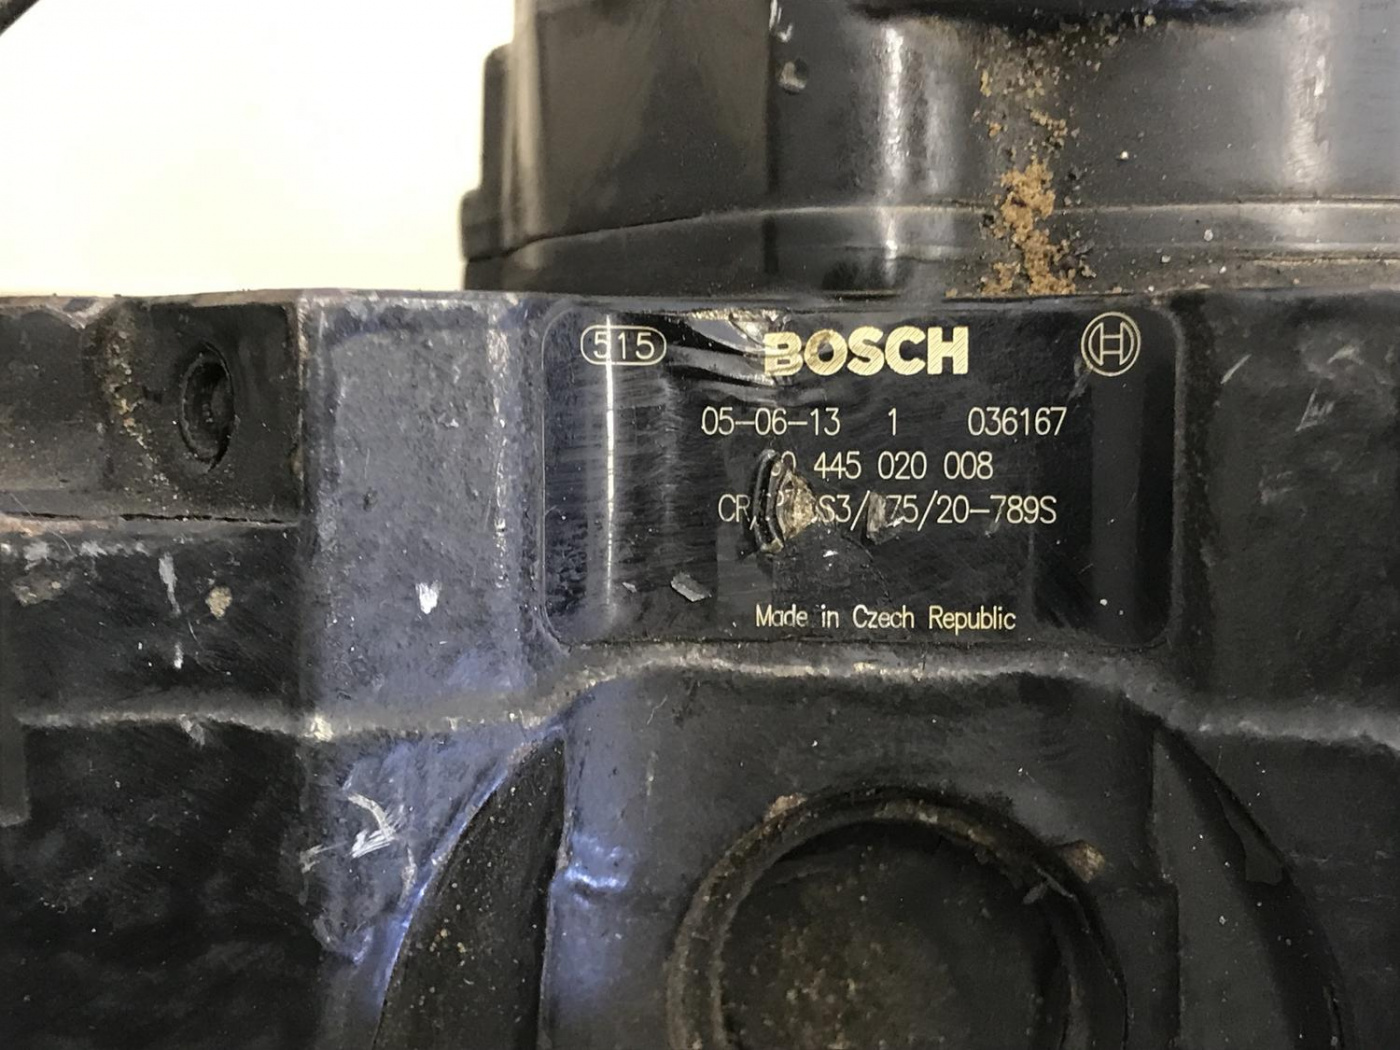 515 BOSCH
05-06-13 1 036167
445 020 008
/20-789S
Made in Czech Republic